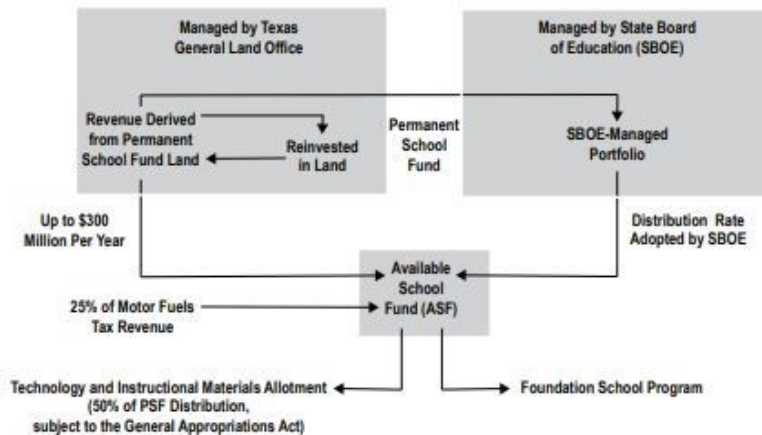 Managed by Texas
General Land Office
Managed by State Board
of Education (SBOE)
Revenue Derived
from Permanent
School Fund Land
Reinvested
in Land
Permanent
School
Fund
SBOE-Managed
Portfolio
Up to $300
Million Per Year
Distribution Rate
Adopted by SBOE
Available
School
Fund (ASF)
25% of Motor Fuels
Tax Revenue
Technology and Instructional Materials Allotment
(50% of PSF Distribution,
subject to the General Appropriations Act)
Foundation School Program